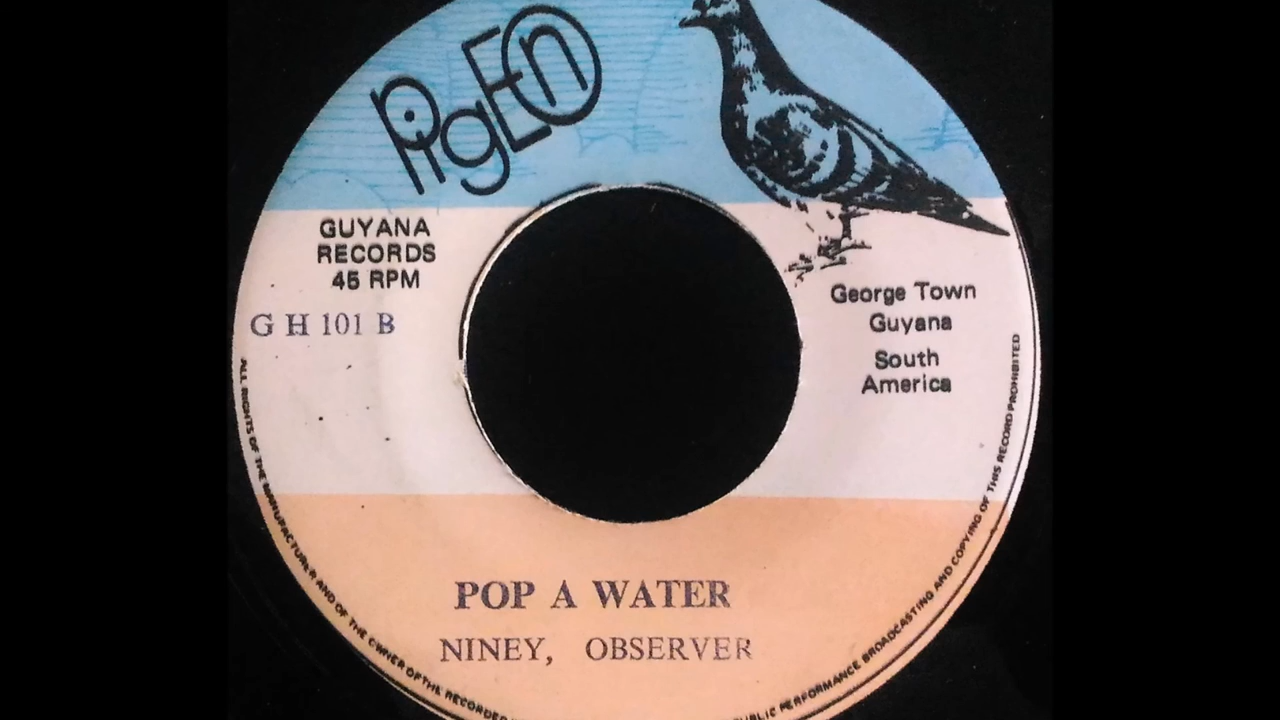 PigEon
GUYANA
RECORDS
45 RPM
G H 101 B
George Town
Guyana
South
America
POP A WATER
NINEY, OBSERVER
ALL RIGHTS OF THE MANUFACTURER AND OF THE OWNER OF THE RECORDED
PUBLIC PERFORMANCE BROADCASTING AND COPYING OF THIS RECORD PROHIBITED